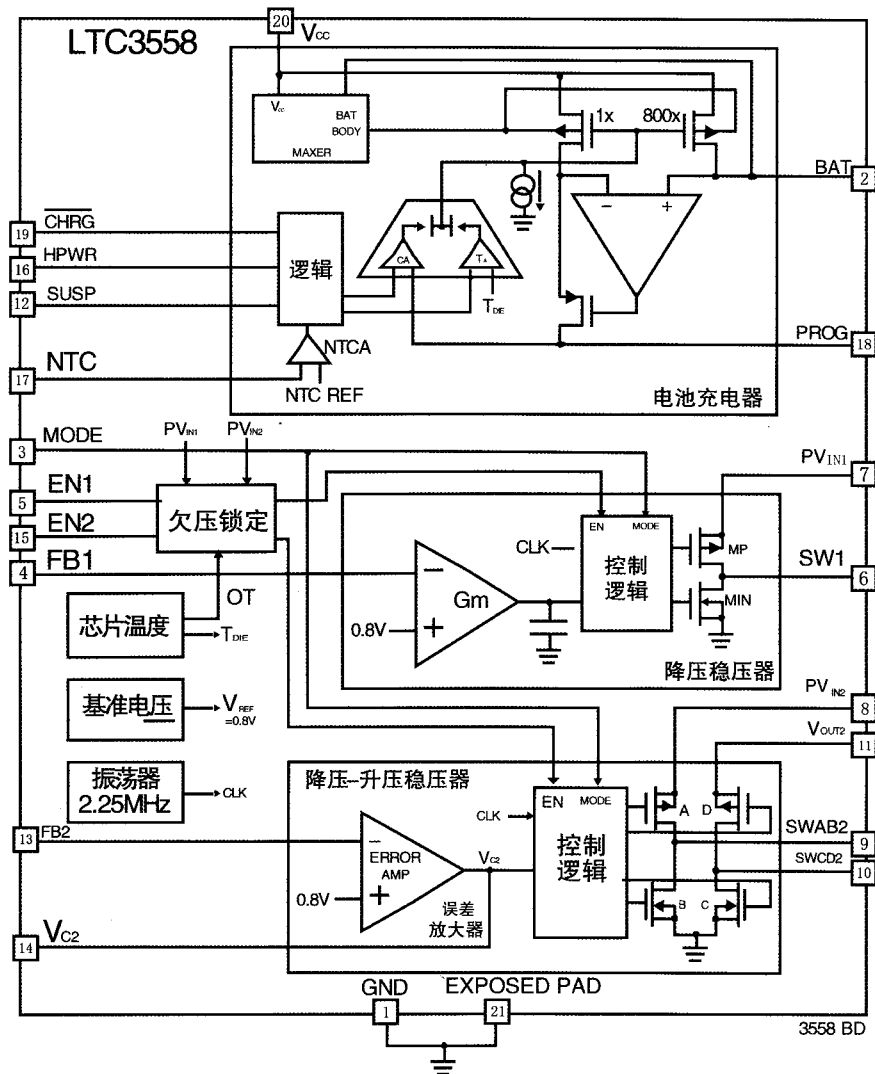 20
VCC
LTC3558
VCC
BAT
BODY
MAXER
1x
800x
BAT
2
CHRG
19
HPWR
16
SUSP
12
逻辑
CA
TA
TDIE
PROG
18
NTCA
NTC
17
NTC REF
电池充电器
MODE
3
PVIN1
PVIN2
EN1
5
EN2
15
欠压锁定
FB1
4
PVIN1
7
EN
MODE
CLK
控制
逻辑
MP
SW1
6
MIN
Gm
0.8V
降压稳压器
芯片温度
OT
TDIE
基准电压
VREF
=0.8V
振荡器
2.25MHz
CLK
PVIN2
8
VOUT2
11
降压-升压稳压器
EN
MODE
CLK
控制
逻辑
A
D
B
C
SWAB2
9
SWCD2
10
13
FB2
ERROR
AMP
VC2
0.8V
误差
放大器
VC2
14
GND
1
EXPOSED PAD
21
3558 BD